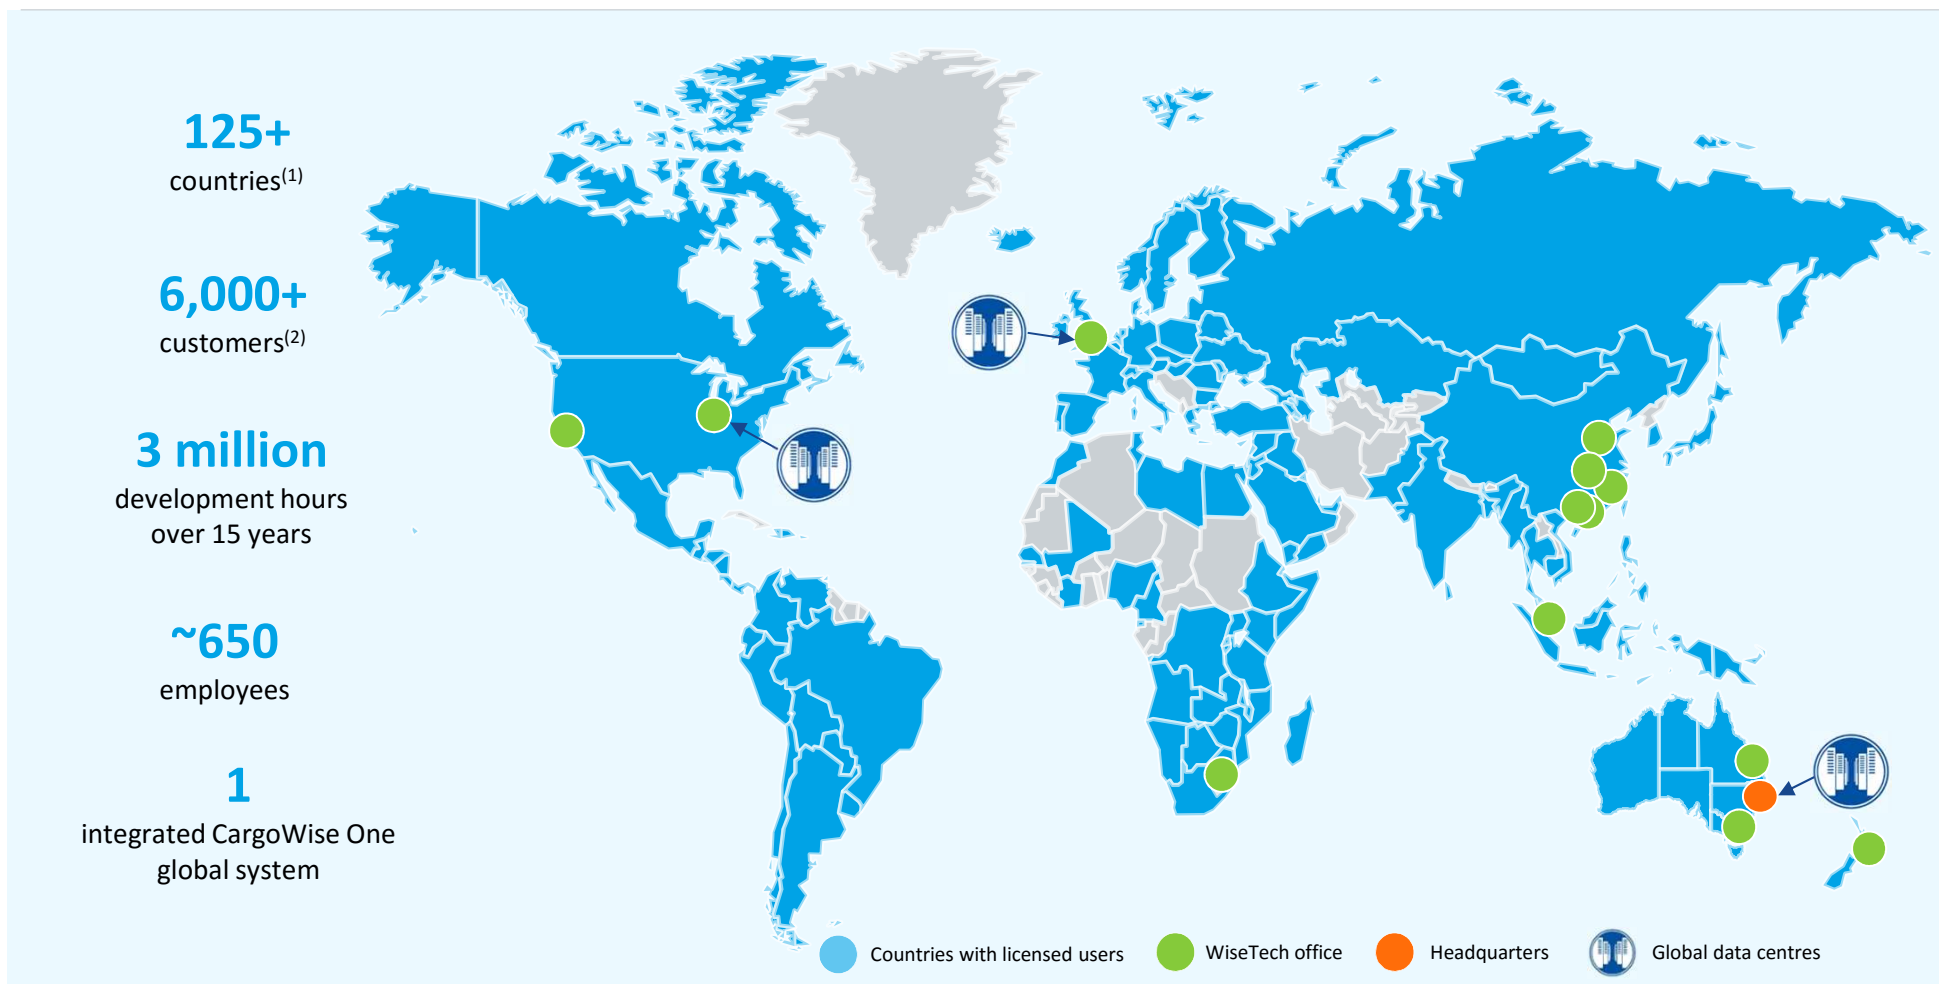 125+
countries(1)
6,000+
customers(2)
3 million
development hours
over 15 years
~650
employees
1
integrated CargoWise One
global system
Countries with licensed users
WiseTech office
Headquarters
Global data centres